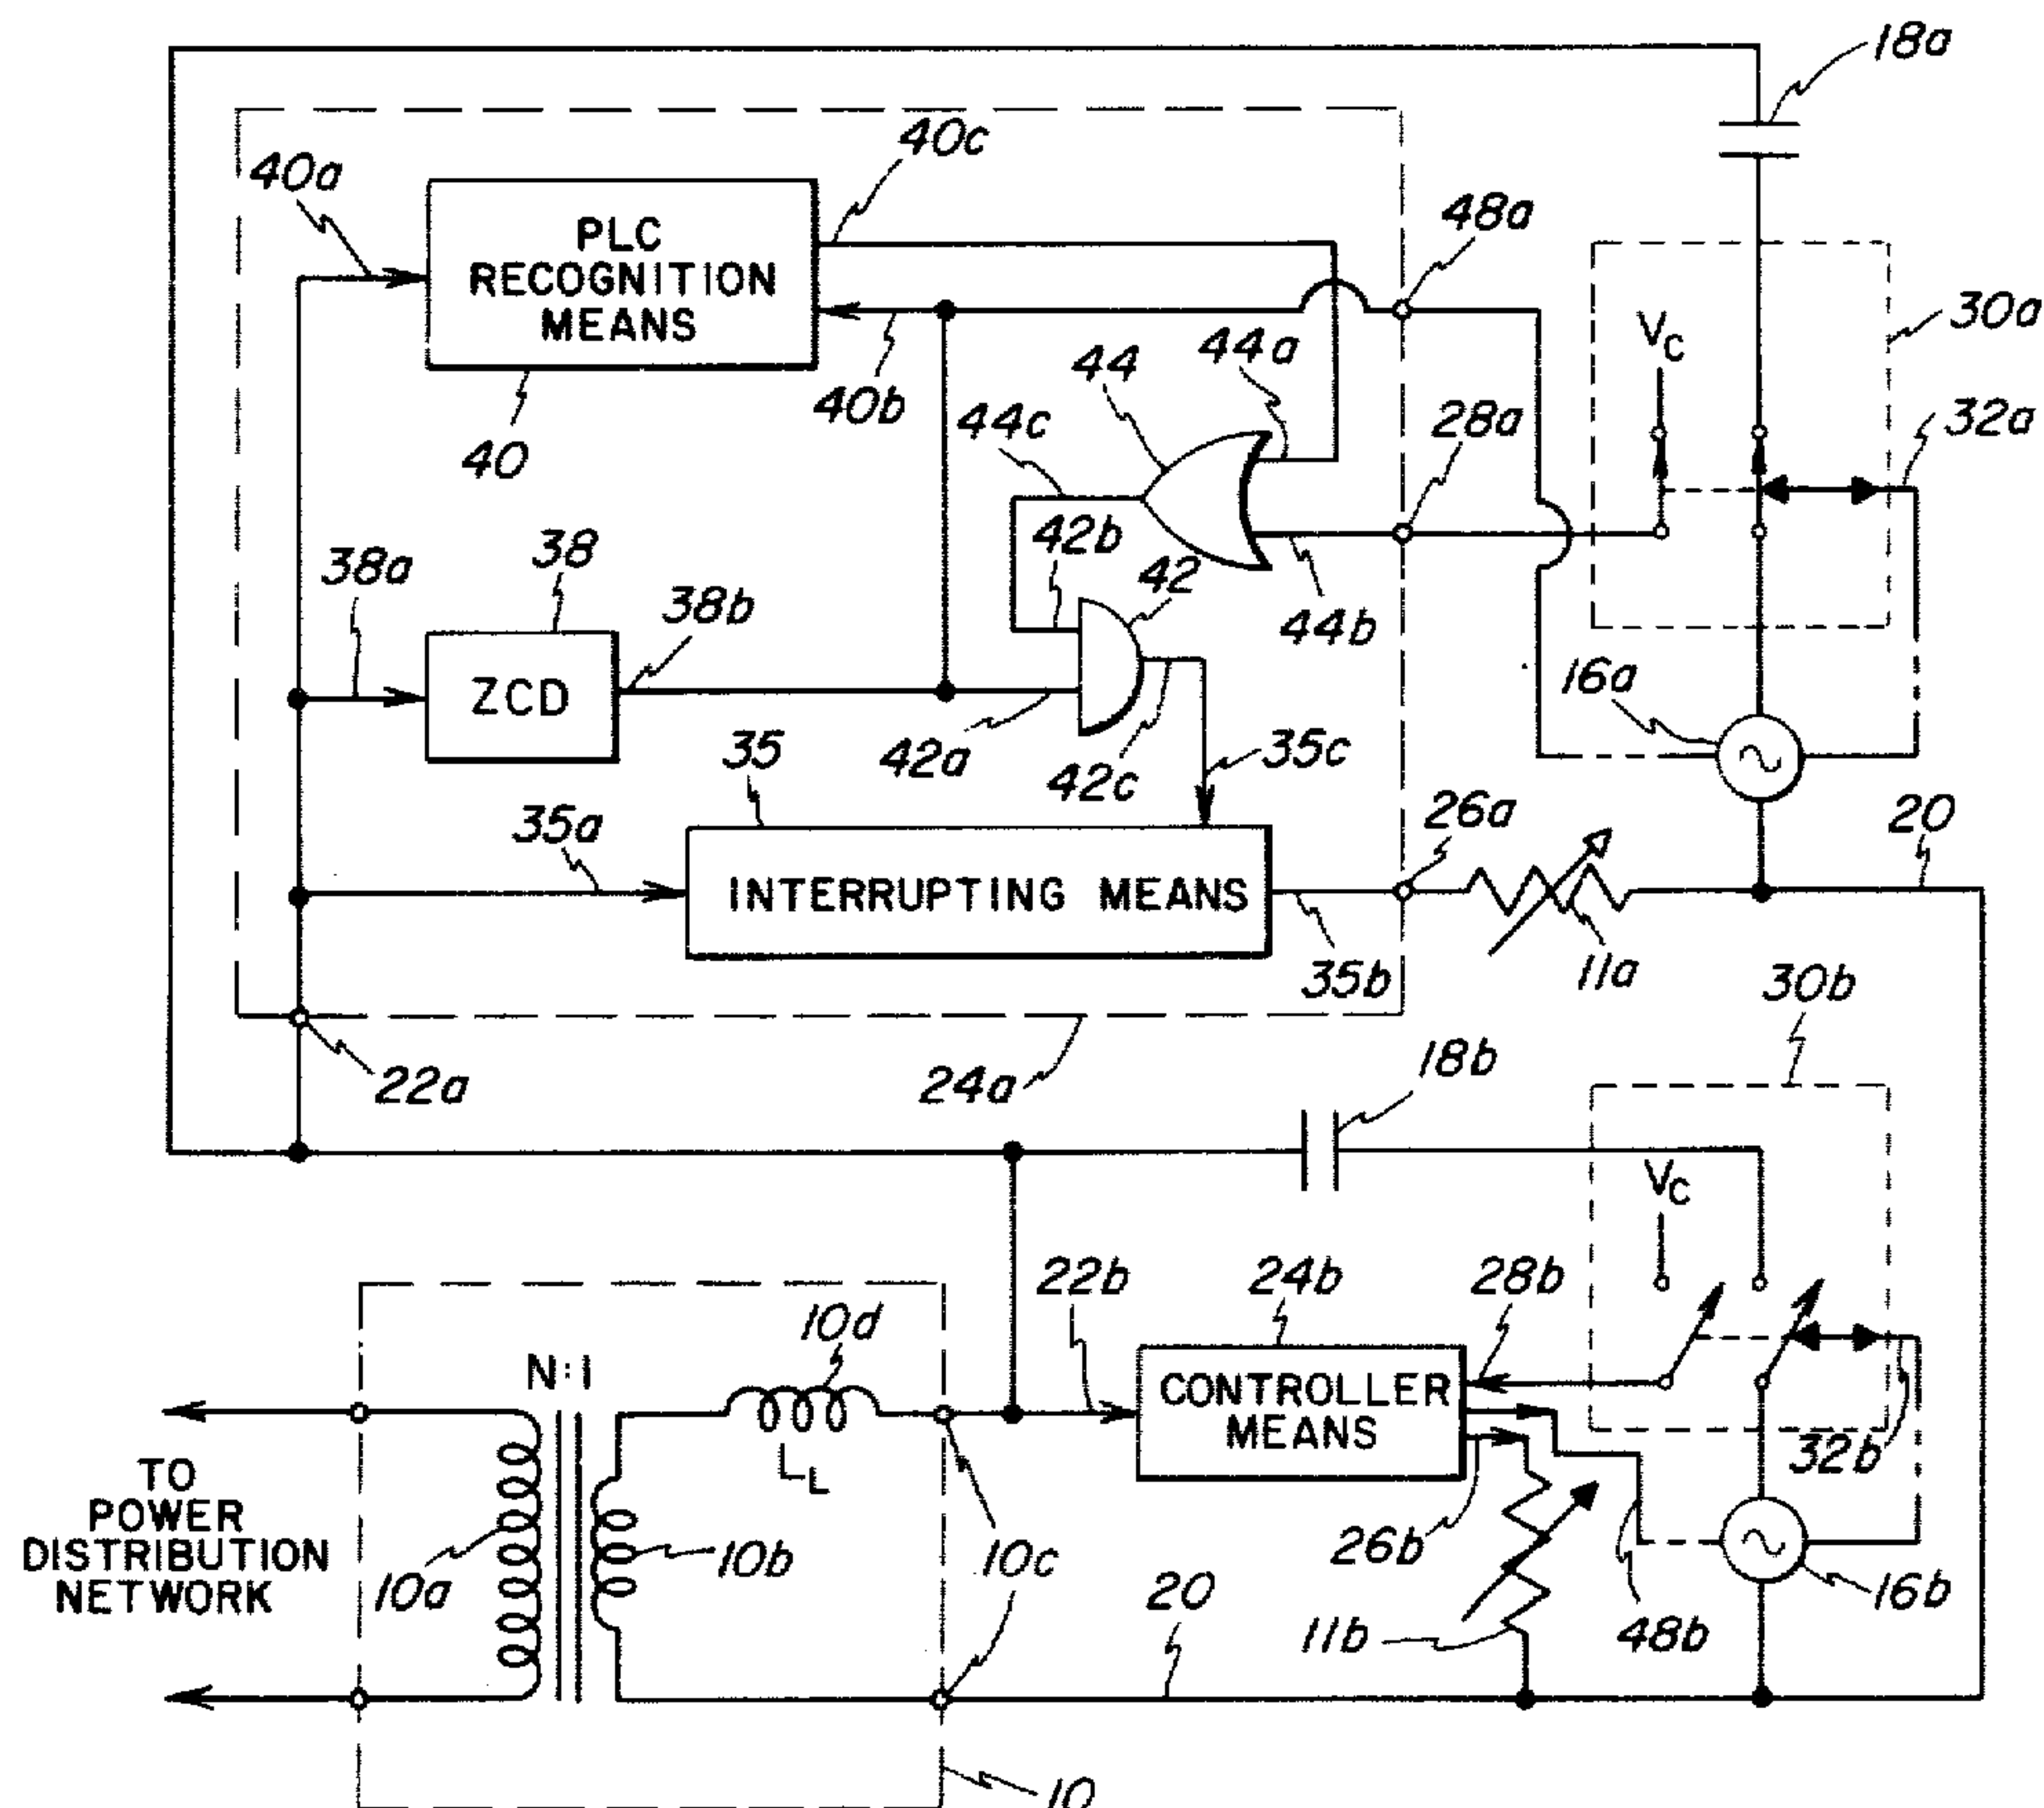 18a
40a
40c
PLC
RECOGNITION
MEANS
48a
30a
VC
44
44a
40b
44c
28a
32a
40
42b
38a
38
38b
42
44b
ZCD
16a
42a
42c
35
35c
35a
26a
20
INTERRUPTING MEANS
35b
11a
30b
22a
24a
18b
VC
10d
22b
24b
28b
N:1
CONTROLLER
MEANS
LL
32b
TO
POWER
DISTRIBUTION
NETWORK
10a
10b
10c
26b
16b
20
11b
48b
10